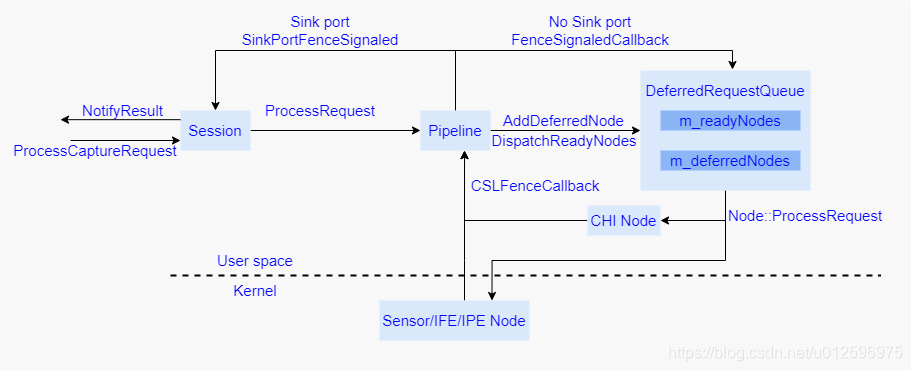 Sink port
SinkPortFenceSignaled
No Sink port
FenceSignaledCallback
DeferredRequestQueue
NotifyResult
ProcessRequest
AddDeferredNode
m_readyNodes
Session
Pipeline
ProcessCaptureRequest
DispatchReadyNodes
m_deferredNodes
CSLFenceCallback
CHI Node
Node::ProcessRequest
User space
Kernel
Sensor/IFE/IPE Node
https://blog.csdn.net/u012596975